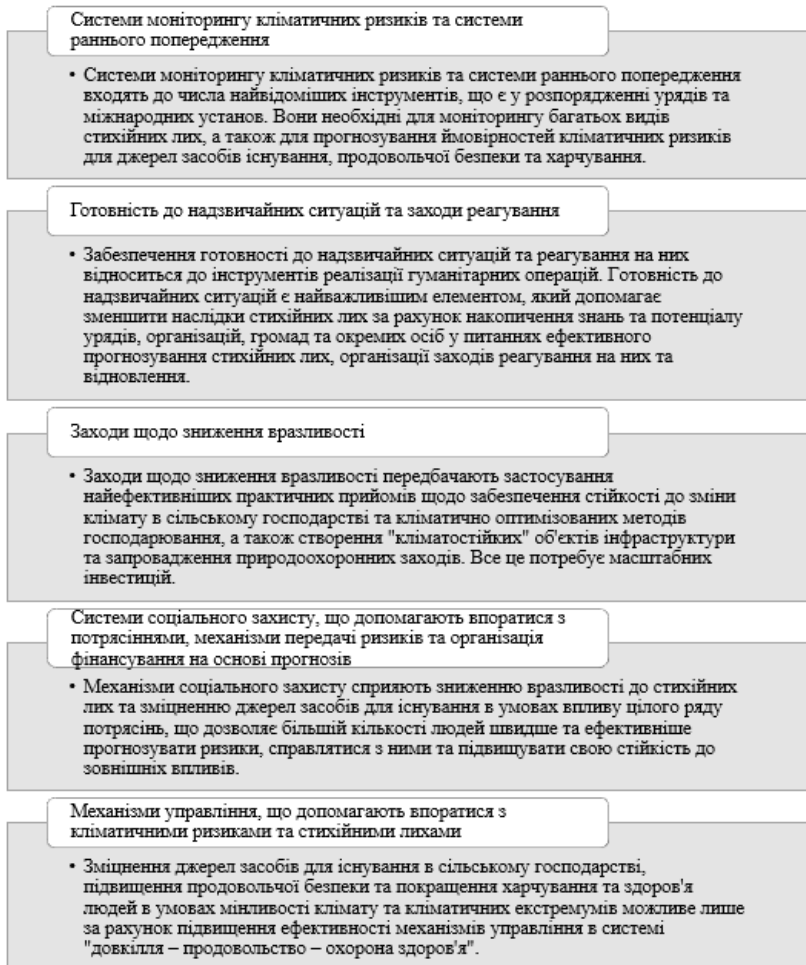 Системи моніторингу кліматичних ризиків та системи
раннього попередження
• Системи моніторингу кліматичних ризиків та системи раннього попередження
входять до числа найвідоміших інструментів, що є у розпорядженні урядів та
міжнародних установ. Вони необхідні для моніторингу багатьох видів
стихійних лих, а також для прогнозування ймовірностей кліматичних ризиків
для джерел засобів існування, продовольчої безпеки та харчування.
Готовність до надзвичайних ситуацій та заходи реагування
• Забезпечення готовності до надзвичайних ситуацій та реагування на них
відноситься до інструментів реалізації гуманітарних операцій. Готовність до
надзвичайних ситуацій є найважливішим елементом, який допомагає
зменшити наслідки стихійних лих за рахунок накопичення знань та потенціалу
урядів, організацій, громад та окремих осіб у питаннях ефективного
прогнозування стихійних лих, організації заходів реагування на них та
відновлення.
Заходи щодо зниження вразливості
• Заходи щодо зниження вразливості передбачають застосування
найефективніших практичних прийомів щодо забезпечення стійкості до зміни
клімату в сільському господарстві та кліматично оптимізованих методів
господарювання, а також створення "кліматостійких" об'єктів інфраструктури
та запровадження природоохоронних заходів. Все це потребує масштабних
інвестицій.
Системи соціального захисту, що допомагають впоратися з
потрясіннями, механізми передачі ризиків та організація
фінансування на основі прогнозів
• Механізми соціального захисту сприяють зниженню вразливості до стихійних
лих та зміцненню джерел засобів для існування в умовах впливу цілого ряду
потрясінь, що дозволяє більшій кількості людей швидше та ефективніше
прогнозувати ризики, справлятися з ними та підвищувати свою стійкість до
зовнішніх впливів.
Механізми управління, що допомагають впоратися з
кліматичними ризиками та стихійними лихами
• Зміцнення джерел засобів для існування в сільському господарстві,
підвищення продовольчої безпеки та покращення харчування та здоров'я
людей в умовах мінливості клімату та кліматичних екстремумів можливе лише
за рахунок підвищення ефективності механізмів управління в системі
"довкілля – продовольство – охорона здоров'я".